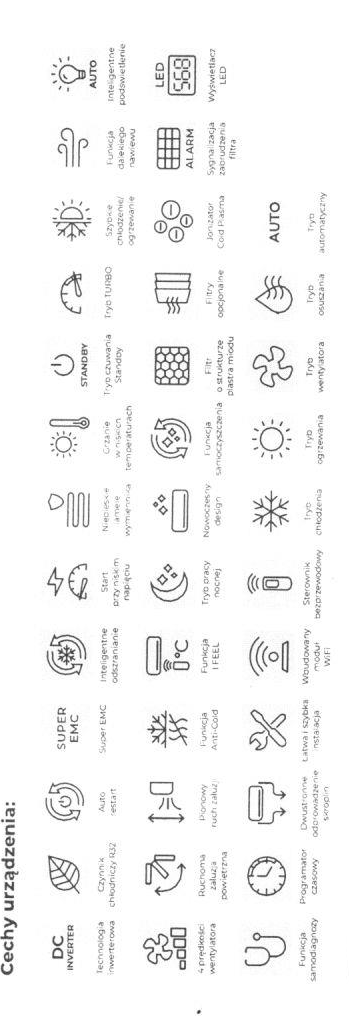 Cechy urządzenia:
DC
INVERTER
Technologia
Inwerterowa
Czynnik
chłodniczy R32
Auto
restart
SUPER
EMC
Super EMC
Inteligentne
odszranianie
Start
przy niskim
napięciu
Niebieskie
lamele
wymiennika
Grzanie
w niskich
temperaturach
STANDBY
Tryb czuwania
Standby
Tryb TURBO
Szybkie
chłodzenie/
ogrzewanie
Funkcja
dalekiego
nawiewu
AUTO
Inteligentne
podświetlenie
4 prędkości
wentylatora
Ruchoma
żaluzja
powietrzna
Pionowy
ruch żaluzji
Funkcja
Anti-Cold
°C
Funkcja
I FEEL
Tryb pracy
nocnej
Nowoczesny
design
Funkcja
samoczyszczenia
Filtr
o strukturze
plastra miodu
Filtry
opcjonalne
Jonizator
Cold Plasma
ALARM
Sygnalizacja
zabrudzenia
filtra
LED
Wyświetlacz
LED
Funkcja
samodiagnozy
Programator
czasowy
Dwustronne
odprowadzenie
skroplin
Łatwa i szybka
instalacja
Wbudowany
moduł
WiFi
Sterownik
bezprzewodowy
Tryb
chłodzenia
Tryb
ogrzewania
Tryb
wentylatora
Tryb
osuszania
AUTO
Tryb
automatyczny